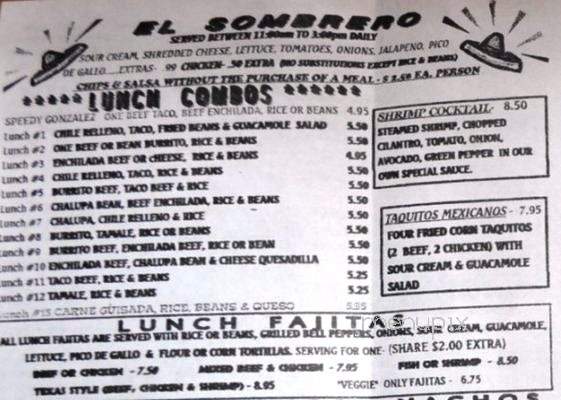 EL SOMBRERO
SERVED BETWEEN 11:00am TO 3:00pm DAILY
SOUR CREAM, SHREDDED CHEESE, LETTUCE, TOMATOES, ONIONS, JALAPENO, PICO
DE GALLO.....EXTRAS- .99 CHICKEN- .50 EXTRA (NO SUBSTITUTIONS EXCEPT RICE & BEANS)
CHIPS & SALSA WITHOUT THE PURCHASE OF A MEAL - $ 2.50 EA. PERSON
***** LUNCH COMBOS ******
SPEEDY GONZALEZ ONE BEEF TACO, BEEF ENCHILADA, RICE OR BEANS 4.95
Lunch #1 CHILE RELLENO, TACO, FRIED BEANS & GUACAMOLE SALAD 5.50
Lunch #2 ONE BEEF OR BEAN BURRITO, RICE & BEANS 5.50
Lunch #3 ENCHILADA BEEF OR CHEESE, RICE & BEANS 4.95
Lunch #4 CHILE RELLENO, TACO, RICE & BEANS 5.50
Lunch #5 BURRITO BEEF, TACO BEEF & RICE 5.50
Lunch #6 CHALUPA BEAN, BEEF ENCHILADA, RICE & BEANS 5.50
Lunch #7 CHALUPA, CHILE RELLENO & RICE 5.50
Lunch #8 BURRITO, TAMALE, RICE OR BEANS 5.50
Lunch #9 BURRITO BEEF, ENCHILADA BEEF, RICE OR BEAN 5.50
Lunch #10 ENCHILADA BEEF, CHALUPA BEAN & CHEESE QUESADILLA 5.50
Lunch #11 TACO BEEF, RICE & BEANS 5.25
Lunch #12 TAMALE, RICE & BEANS 5.25
Lunch #13 CARNE GUISADA, RICE, BEANS & QUESO 5.95
SHRIMP COCKTAIL- 8.50
STEAMED SHRIMP, CHOPPED
CILANTRO, TOMATO, ONION,
AVOCADO, GREEN PEPPER IN OUR
OWN SPECIAL SAUCE.
TAQUITOS MEXICANOS - 7.95
FOUR FRIED CORN TAQUITOS
(2 BEEF, 2 CHICKEN) WITH
SOUR CREAM & GUACAMOLE
SALAD
menupix
LUNCH FAJITAS
ALL LUNCH FAJITAS ARE SERVED WITH RICE OR BEANS, GRILLED BELL PEPPERS, ONIONS, SOUR CREAM, GUACAMOLE,
LETTUCE, PICO DE GALLO & FLOUR OR CORN TORTILLAS. SERVING FOR ONE- (SHARE $2.00 EXTRA)
BEEF OR CHICKEN - 7.50 MIXED BEEF & CHICKEN - 7.95 FISH OR SHRIMP - 8.50
TEXAS STYLE (BEEF, CHICKEN & SHRIMP) - 8.95 "VEGGIE" ONLY FAJITAS - 6.75
NACHOS